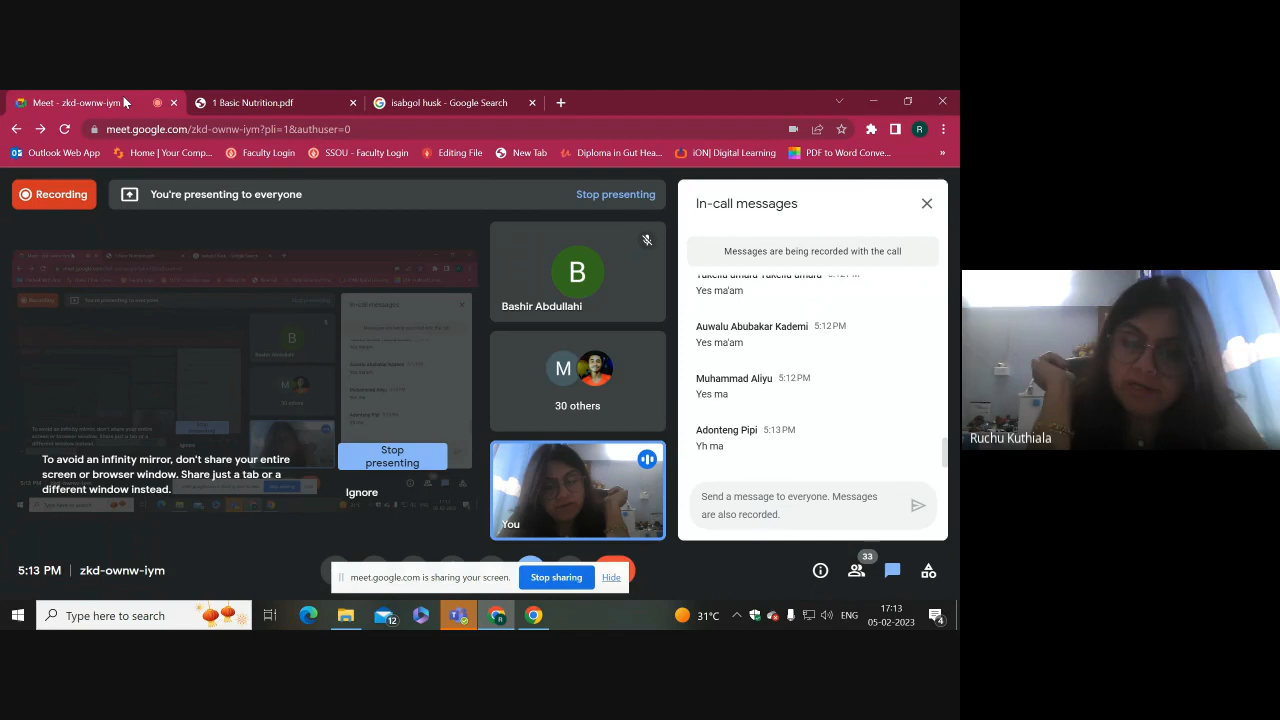 Meet - zkd-ownw-iym
1 Basic Nutrition.pdf
isabgol husk - Google Search
meet.google.com/zkd-ownw-iym?pli=1&authuser=0
R
Outlook Web App
Home | Your Comp...
Faculty Login
SSOU - Faculty Login
Editing File
New Tab
Diploma in Gut Hea...
iON| Digital Learning
PDF to Word Conve...
»
Recording
You're presenting to everyone
Stop presenting
B
Bashir Abdullahi
M
30 others
To avoid an infinity mirror, don't share your entire
screen or browser window. Share just a tab or a
different window instead.
Stop
presenting
Ignore
You
In-call messages
Messages are being recorded with the call
Yes ma'am
Auwalu Abubakar Kademi 5:12 PM
Yes ma'am
Muhammad Aliyu 5:12 PM
Yes ma
Adonteng Pipi 5:13 PM
Yh ma
Send a message to everyone. Messages
are also recorded.
Ruchu Kuthiala
5:13 PM zkd-ownw-iym
meet.google.com is sharing your screen.
Stop sharing
Hide
33
Type here to search
12
31°C
ENG
17:13
05-02-2023
4